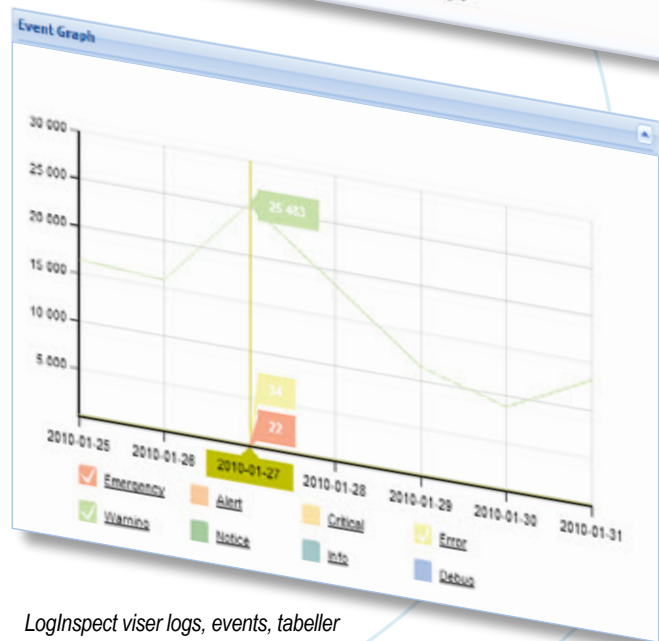 Event Graph
30 000
25 000
20 000
15 000
10 000
5 000
25 483
34
22
2010-01-25
2010-01-26
2010-01-27
2010-01-28
2010-01-29
2010-01-30
2010-01-31
Emergency
Alert
Critical
Error
Warning
Notice
Info
Debug
LogInspect viser logs, events, tabeller